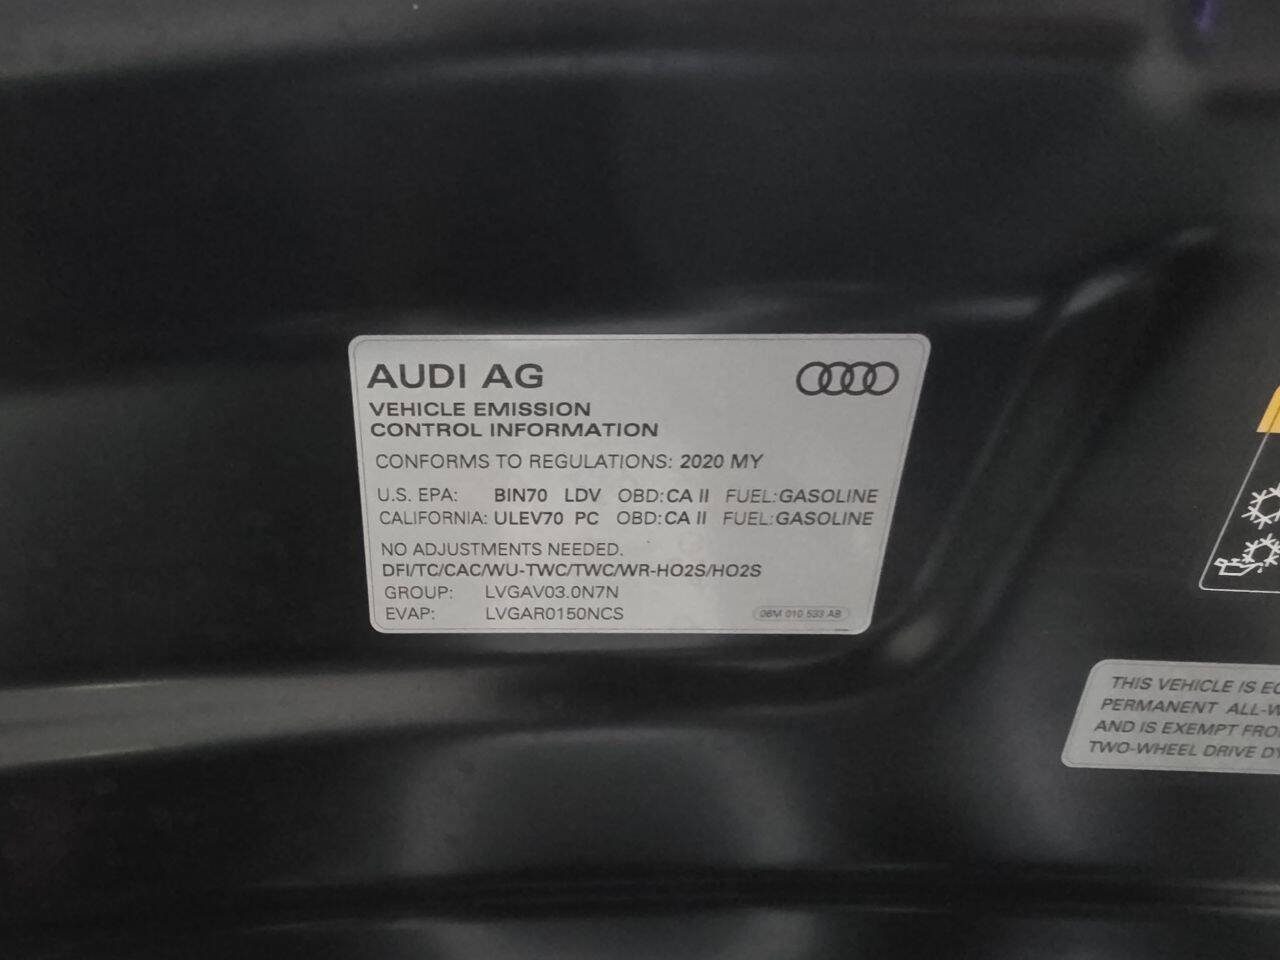 AUDI AG
VEHICLE EMISSION
CONTROL INFORMATION
CONFORMS TO REGULATIONS: 2020 MY
U.S. EPA: BIN70 LDV OBD:CA II FUEL:GASOLINE
CALIFORNIA: ULEV70 PC OBD:CA II FUEL:GASOLINE
NO ADJUSTMENTS NEEDED.
DFI/TC/CAC/WU-TWC/TWC/WR-HO2S/HO2S
GROUP: LVGAV03.0N7N
EVAP: LVGAR0150NCS
06M 010 533 AB
THIS VEHICLE IS
PERMANENT ALL-W
AND IS EXEMPT
TWO-WHEEL DRIVE